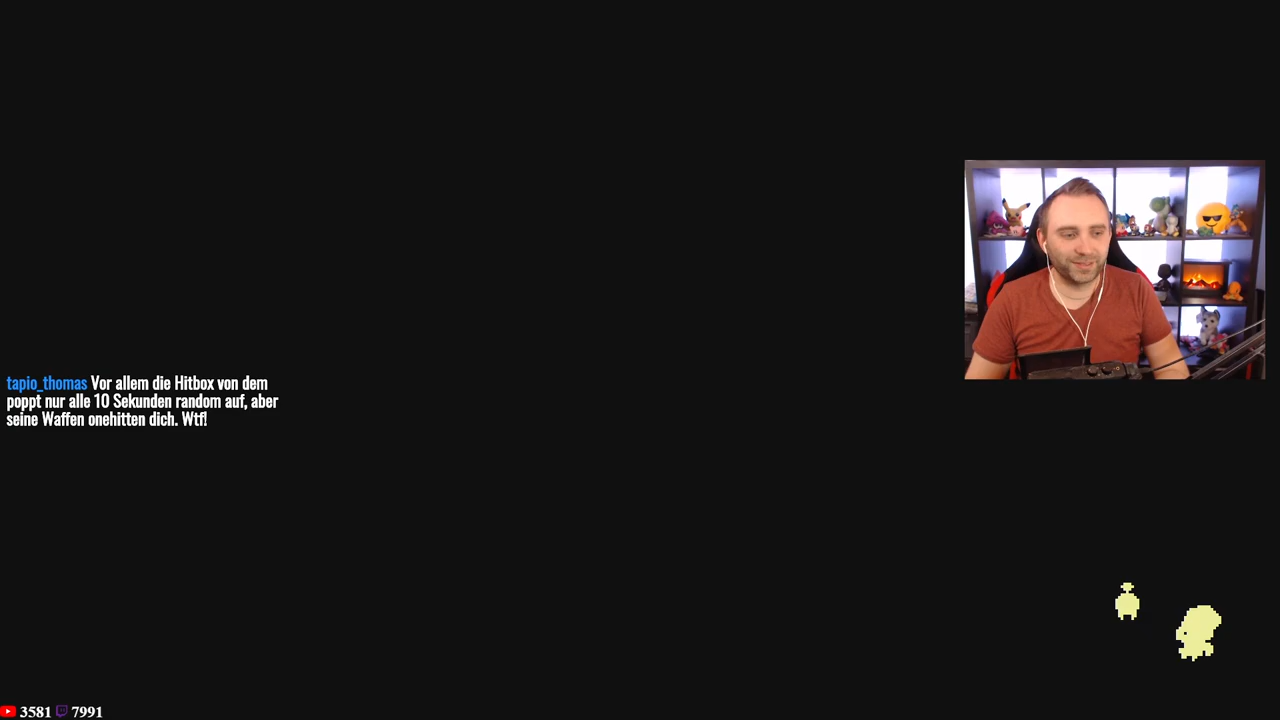 tapio_thomas Vor allem die Hitbox von dem
poppt nur alle 10 Sekunden random auf, aber
seine Waffen onehitten dich. Wtf!
3581 7991